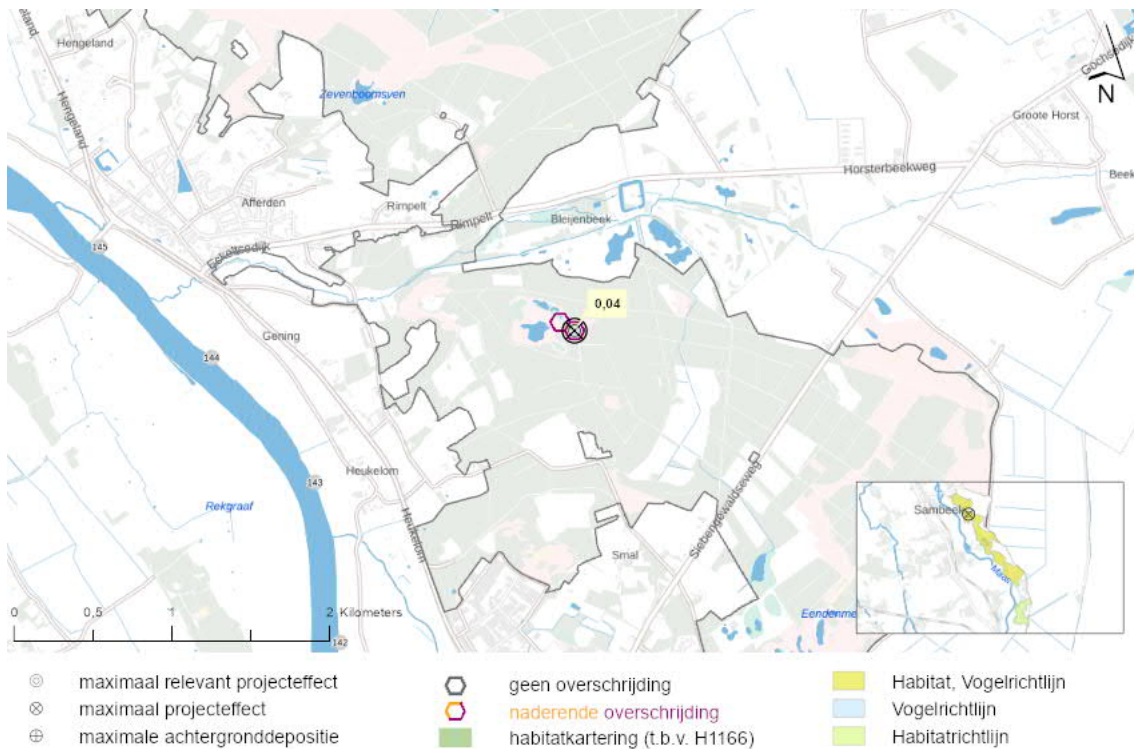 Hengeland
Hengeland
Zevenboomsven
Gochsedijk
N
Groote Horst
Horsterbeekweg
Beek
Afferden
Rimpelt
Rimpelt
Bleijenbeek
145
Eckeltsedijk
0,04
Gening
144
Heukelom
143
Rekgraaf
Heukelom
Siebengewaldseweg
Sambeek
Maas
Smal
Eendenme
0 0,5 1 2 Kilometers
142
maximaal relevant projecteffect
maximaal projecteffect
maximale achtergronddepositie
geen overschrijding
naderende overschrijding
habitatkartering (t.b.v. H1166)
Habitat, Vogelrichtlijn
Vogelrichtlijn
Habitatrichtlijn